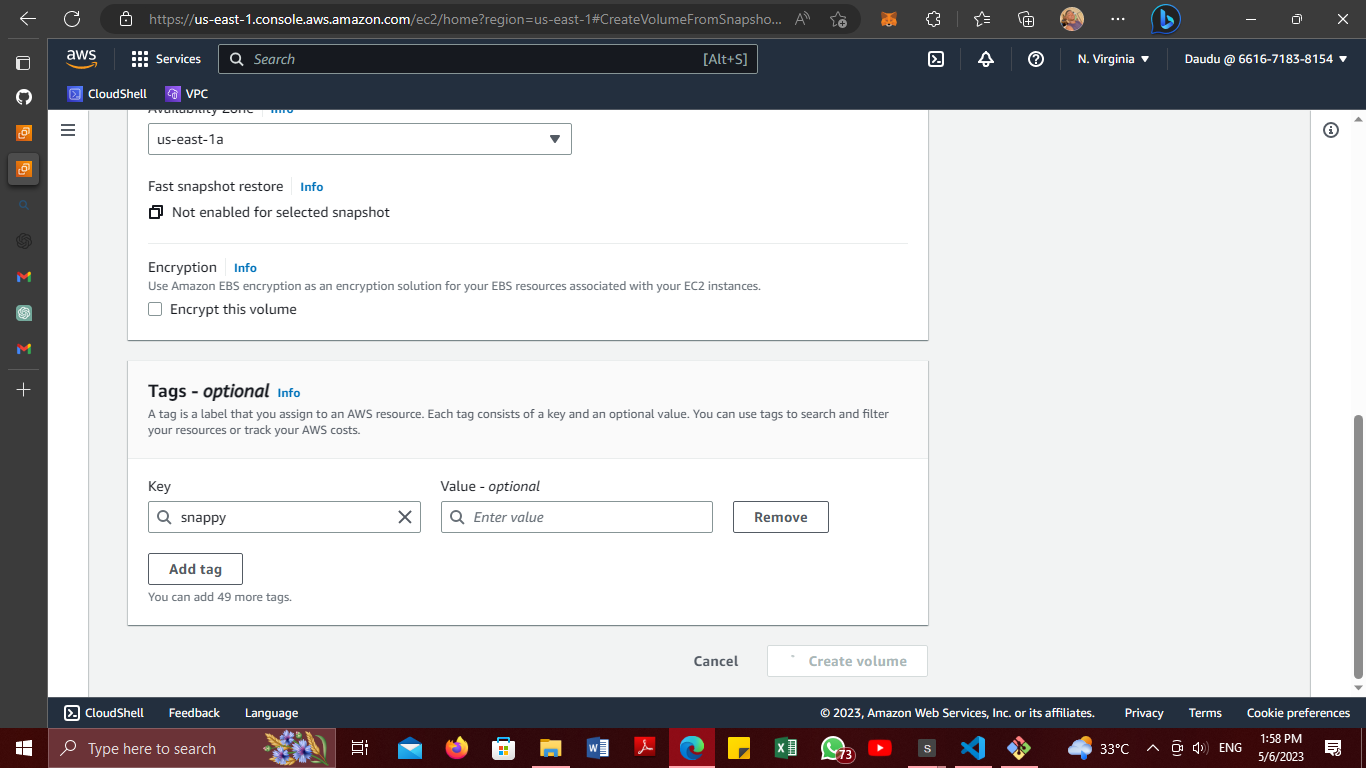 https://us-east-1.console.aws.amazon.com/ec2/home?region=us-east-1#CreateVolumeFromSnapsho...
aws
Services
Search
[Alt+S]
N. Virginia
Daudu @ 6616-7183-8154
CloudShell
VPC
Availability Zone
Info
us-east-1a
Fast snapshot restore
Info
Not enabled for selected snapshot
Encryption
Info
Use Amazon EBS encryption as an encryption solution for your EBS resources associated with your EC2 instances.
Encrypt this volume
Tags - optional Info
A tag is a label that you assign to an AWS resource. Each tag consists of a key and an optional value. You can use tags to search and filter
your resources or track your AWS costs.
Key
Value - optional
snappy
Enter value
Remove
Add tag
You can add 49 more tags.
Cancel
Create volume
CloudShell
Feedback
Language
© 2023, Amazon Web Services, Inc. or its affiliates.
Privacy
Terms
Cookie preferences
Type here to search
73
S
33°C
ENG
1:58 PM
5/6/2023